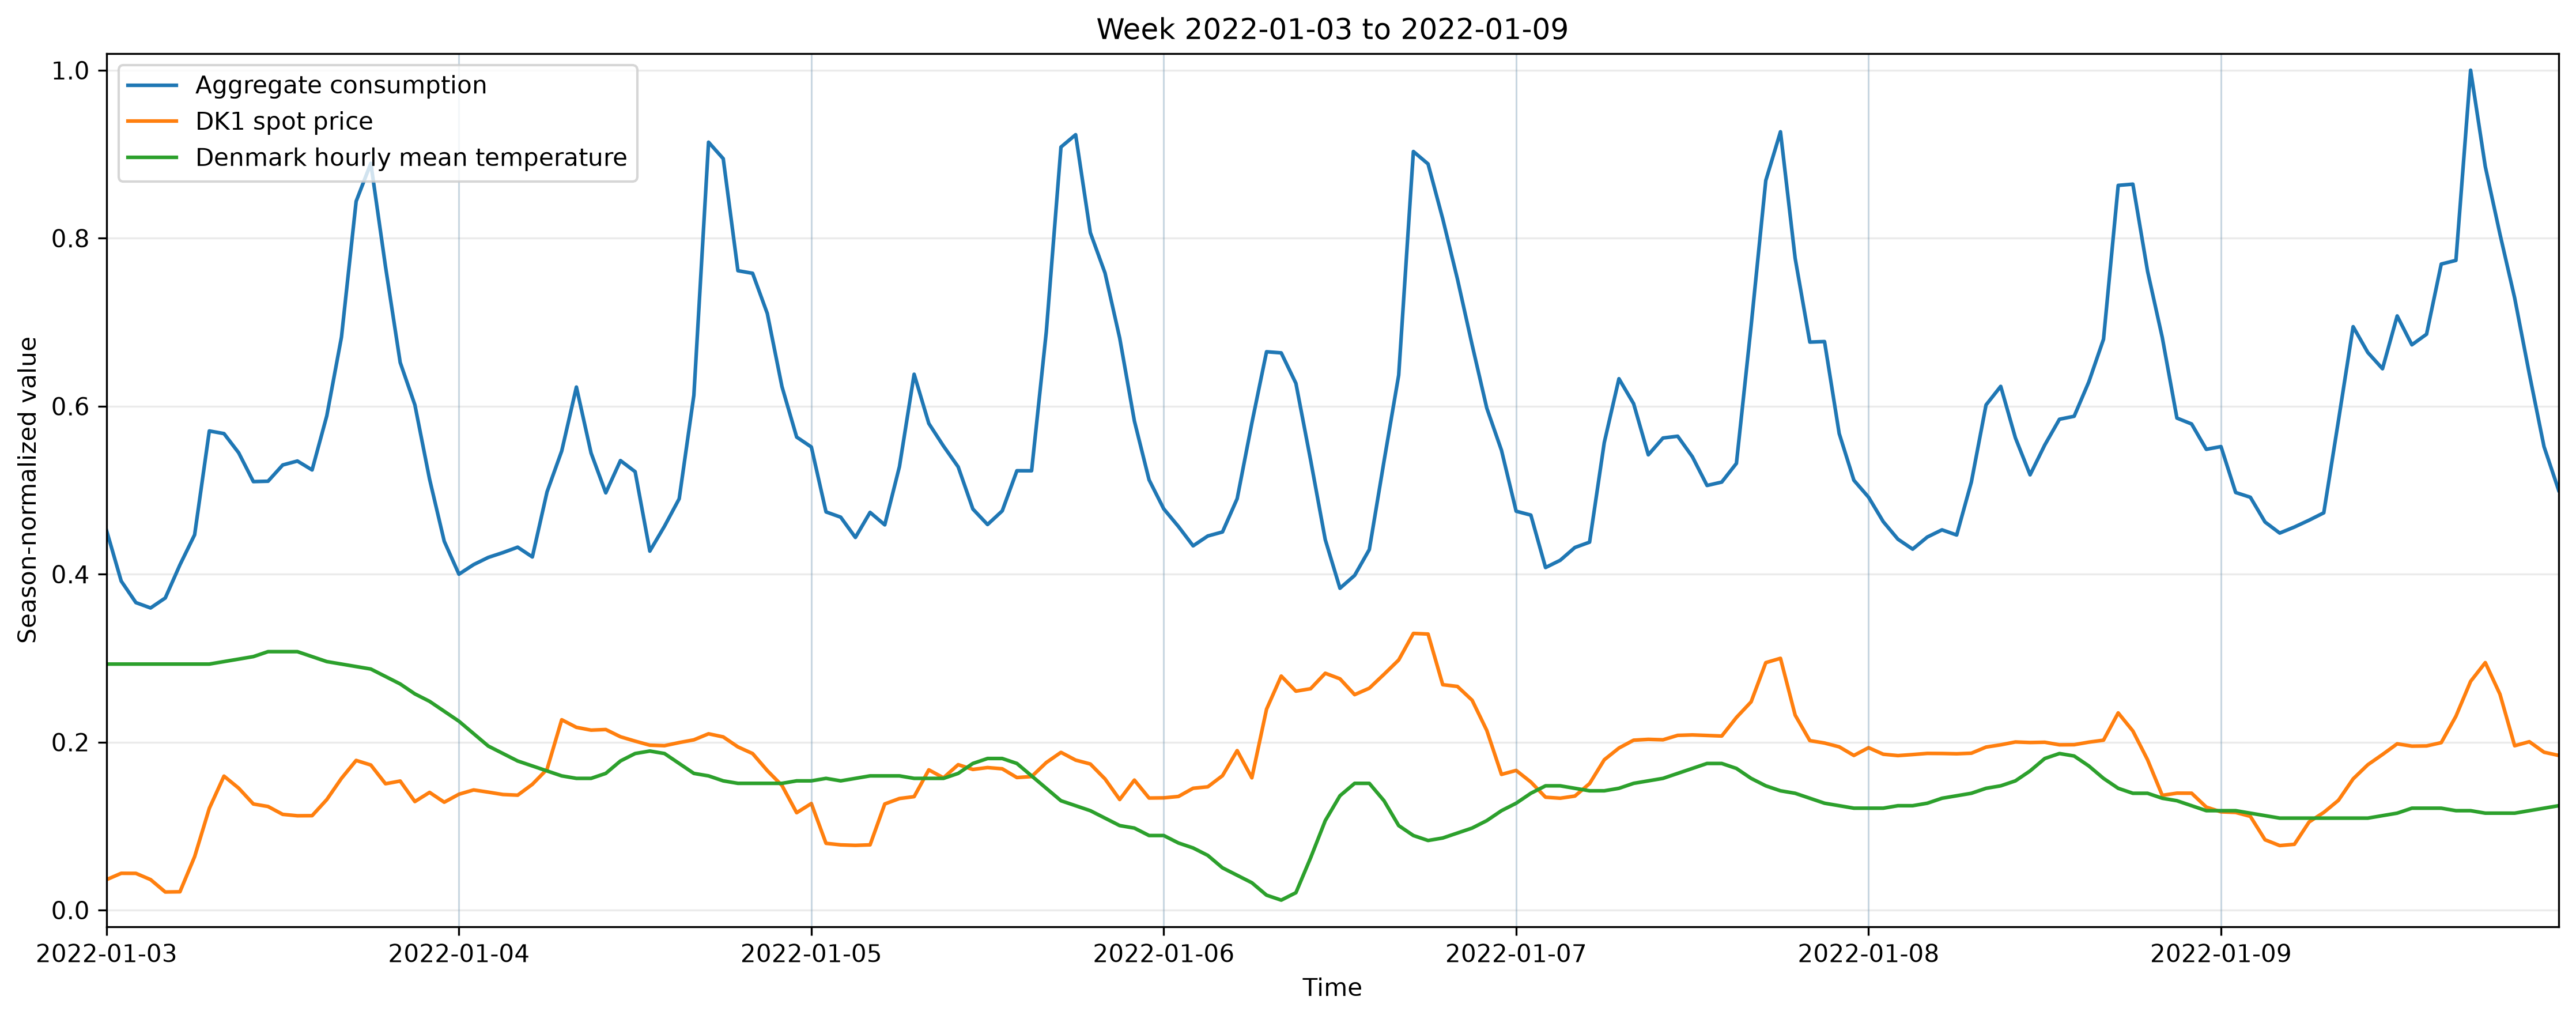 Week 2022-01-03 to 2022-01-09
Aggregate consumption
DK1 spot price
Denmark hourly mean temperature
Season-normalized value
1.0
0.8
0.6
0.4
0.2
0.0
2022-01-03
2022-01-04
2022-01-05
2022-01-06
2022-01-07
2022-01-08
2022-01-09
Time